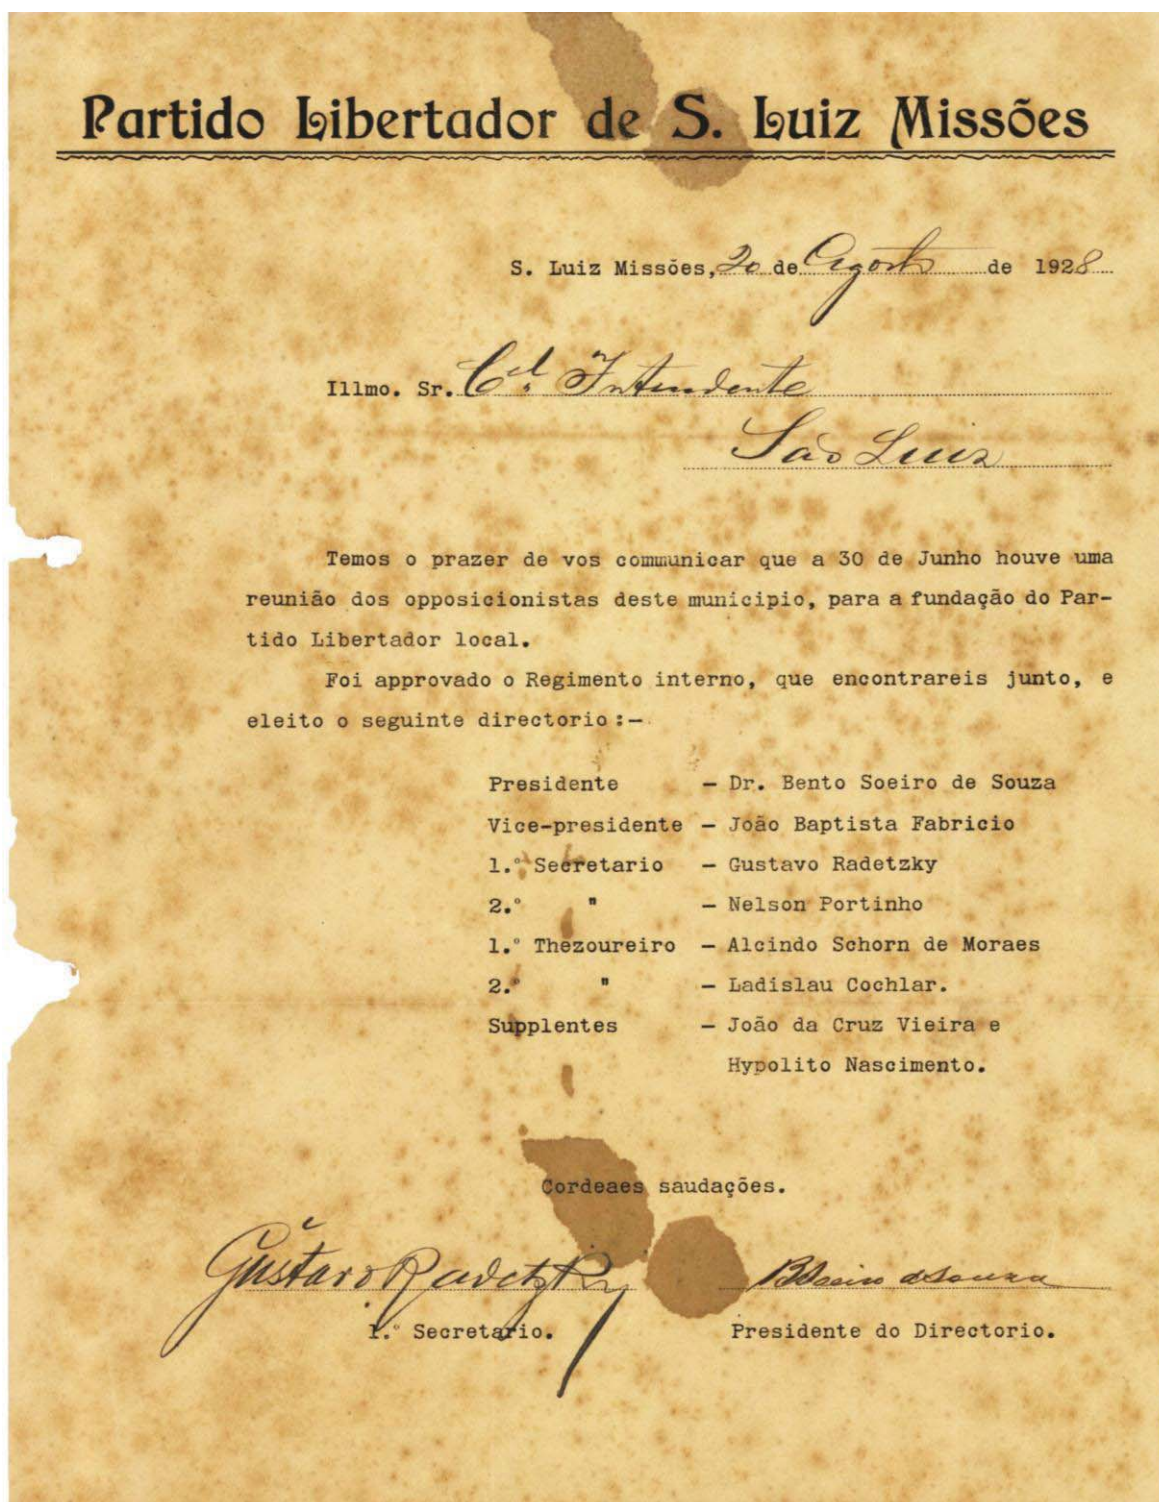 Partido Libertador de S. Luiz Missões
S. Luiz Missões, 20 de Agosto de 1928
Illmo. Sr. Cel. Intendente
São Luiz
Temos o prazer de vos communicar que a 30 de Junho houve uma
reunião dos opposicionistas deste municipio, para a fundação do Par-
tido Libertador local.
Foi approvado o Regimento interno, que encontrareis junto, e
eleito o seguinte directorio:-
Presidente - Dr. Bento Soeiro de Souza
Vice-presidente - João Baptista Fabricio
1.º Secretario - Gustavo Radetzky
2.º " - Nelson Portinho
1.º Thezoureiro - Alcindo Schorn de Moraes
2.º " - Ladislau Cochlar.
Supplentes - João da Cruz Vieira e
Hypolito Nascimento.
Cordeaes saudações.
Gustavo Radetzky BSoeiro deSouza
1.º Secretario. Presidente do Directorio.